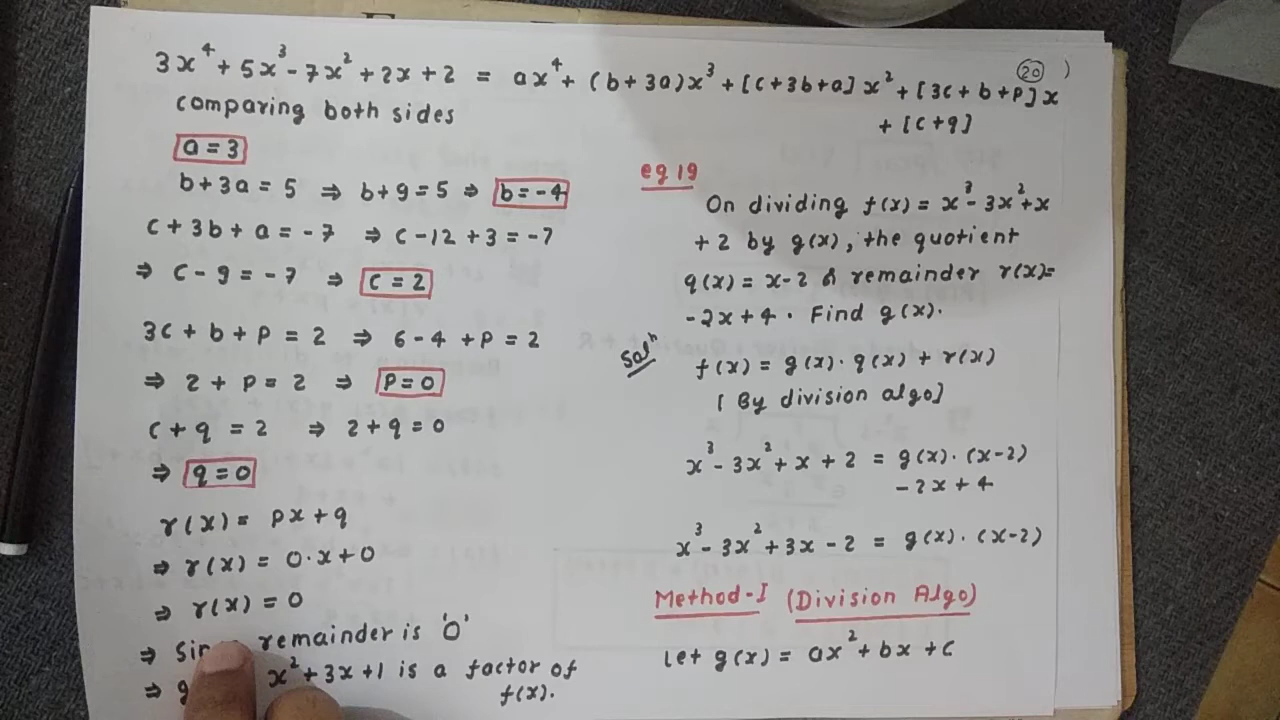 3x⁴ + 5x³ - 7x² + 2x + 2 = ax⁴ + (b+3a)x³ + [c+3b+a] x² + [3c+b+p]x
+ [c+q]
20
comparing both sides
a = 3
b+3a = 5 ⇒ b+9 = 5 ⇒ b = -4
c + 3b + a = -7 ⇒ c - 12 + 3 = -7
⇒ c - 9 = -7 ⇒ c = 2
3c + b + p = 2 ⇒ 6 - 4 + p = 2
⇒ 2 + p = 2 ⇒ p = 0
c + q = 2 ⇒ 2 + q = 0
⇒ q = 0
r(x) = px + q
⇒ r(x) = 0·x + 0
⇒ r(x) = 0
⇒ remainder is '0'
⇒ g x² + 3x + 1 is a factor of
f(x).
eg 19
On dividing f(x) = x³ - 3x² + x
+ 2 by g(x), the quotient
q(x) = x-2 & remainder r(x)=
-2x + 4. Find g(x).
Solⁿ
f(x) = g(x). q(x) + r(x)
[By division algo]
x³ - 3x² + x + 2 = g(x). (x-2)
- 2x + 4
x³ - 3x² + 3x - 2 = g(x). (x-2)
Method-I (Division Algo)
let g(x) = ax² + bx + c